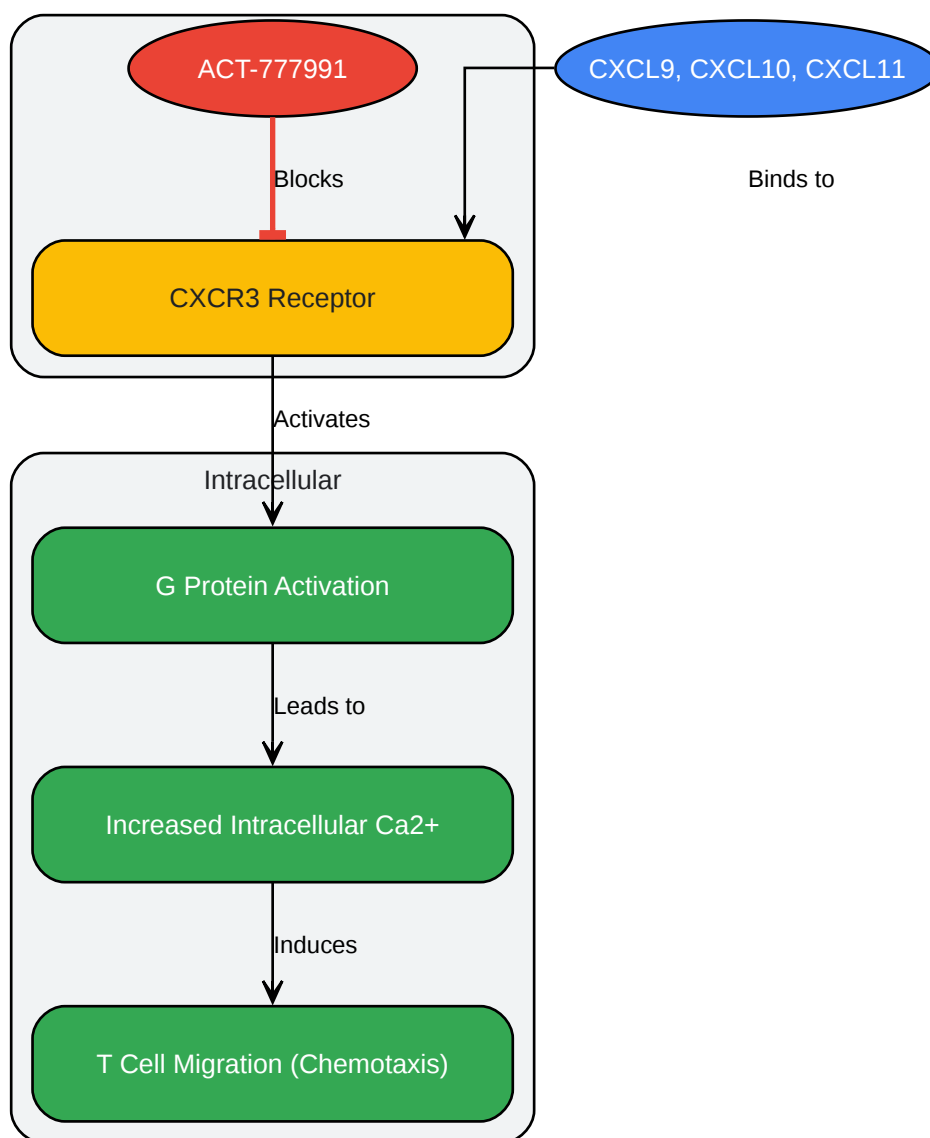 ACT-777991
CXCL9, CXCL10, CXCL11
Blocks
Binds to
CXCR3 Receptor
Activates
Intracellular
G Protein Activation
Leads to
Increased Intracellular Ca2+
Induces
T Cell Migration (Chemotaxis)